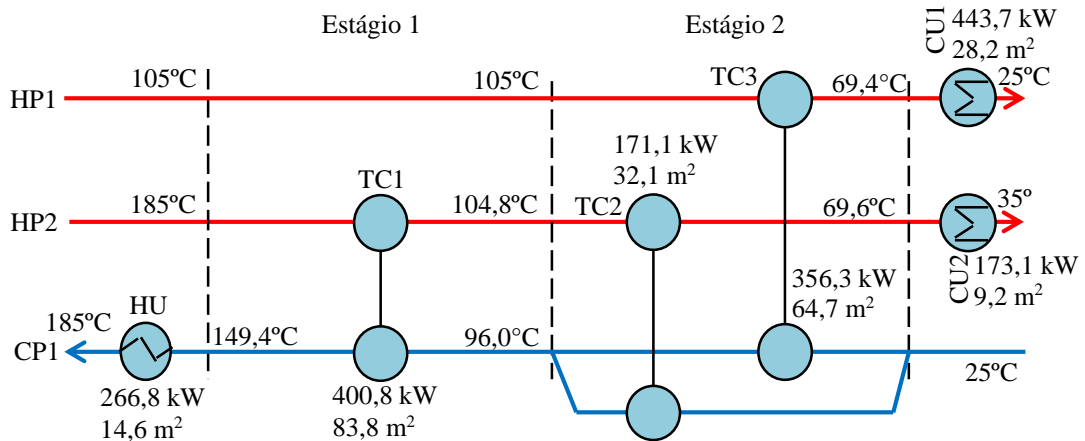 Estágio 1
Estágio 2
CU1
443,7 kW
28,2 m²
HP1
105ºC
105ºC
TC3
69,4°C
25ºC
171,1 kW
32,1 m²
TC1
HP2
185ºC
104,8ºC
TC2
69,6ºC
35º
CU2
173,1 kW
9,2 m²
356,3 kW
64,7 m²
HU
185ºC
CP1
149,4ºC
96,0°C
25ºC
266,8 kW
14,6 m²
400,8 kW
83,8 m²